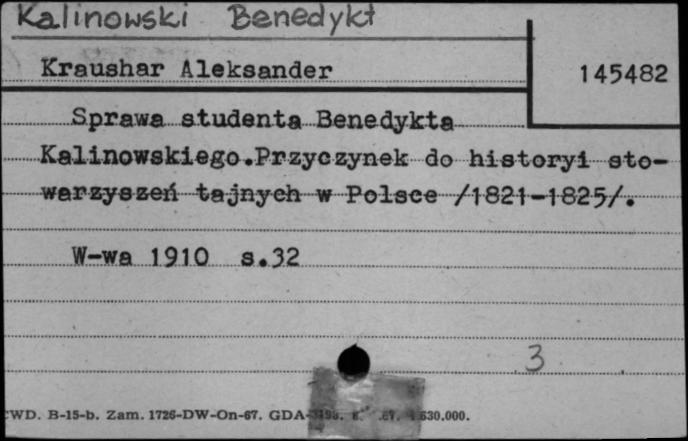 Kalinowski Benedykt
Kraushar Aleksander
145482
Sprawa studenta Benedykta
Kalinowskiego.Przyczynek do historyi sto-
warzyszeń tajnych w Polsce /1821-1825/.
W-wa 1910 s.32
3
WD. B-15-b. Zam. 1726-DW-On-67. GDA- 630.000.